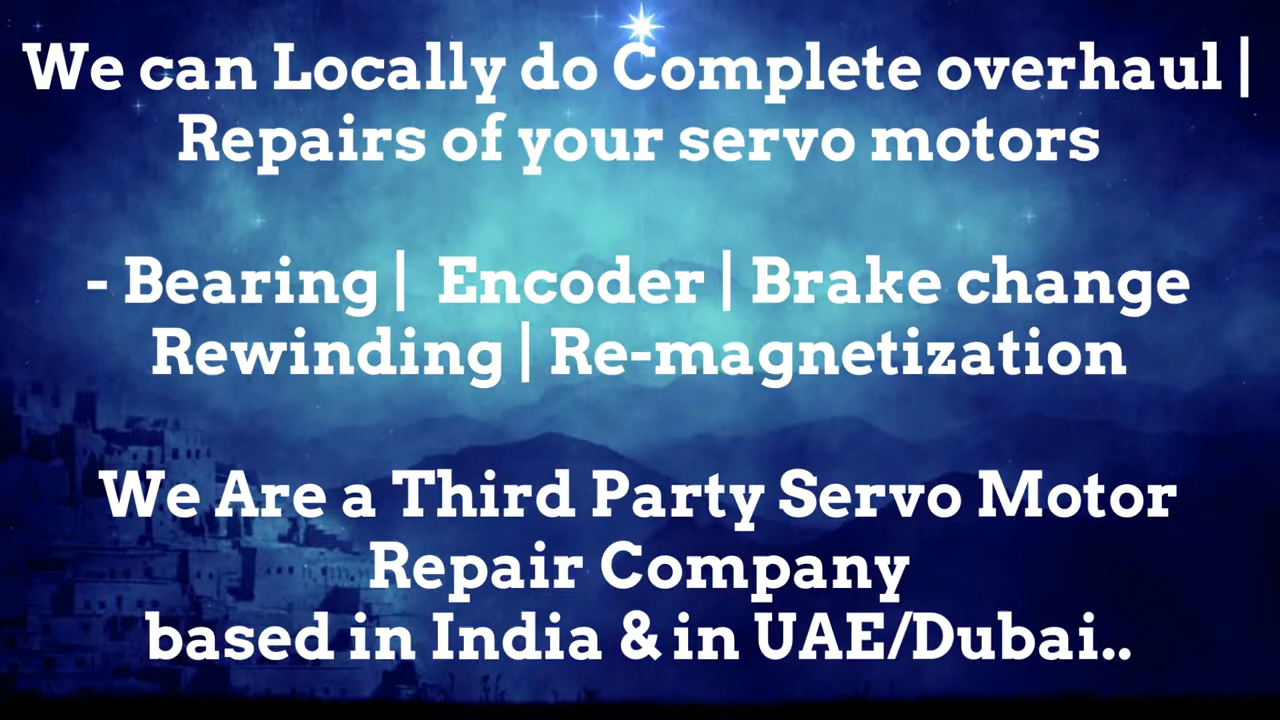 We can Locally do Complete overhaul |
Repairs of your servo motors
- Bearing | Encoder | Brake change
Rewinding | Re-magnetization
We Are a Third Party Servo Motor
Repair Company
based in India & in UAE/Dubai..